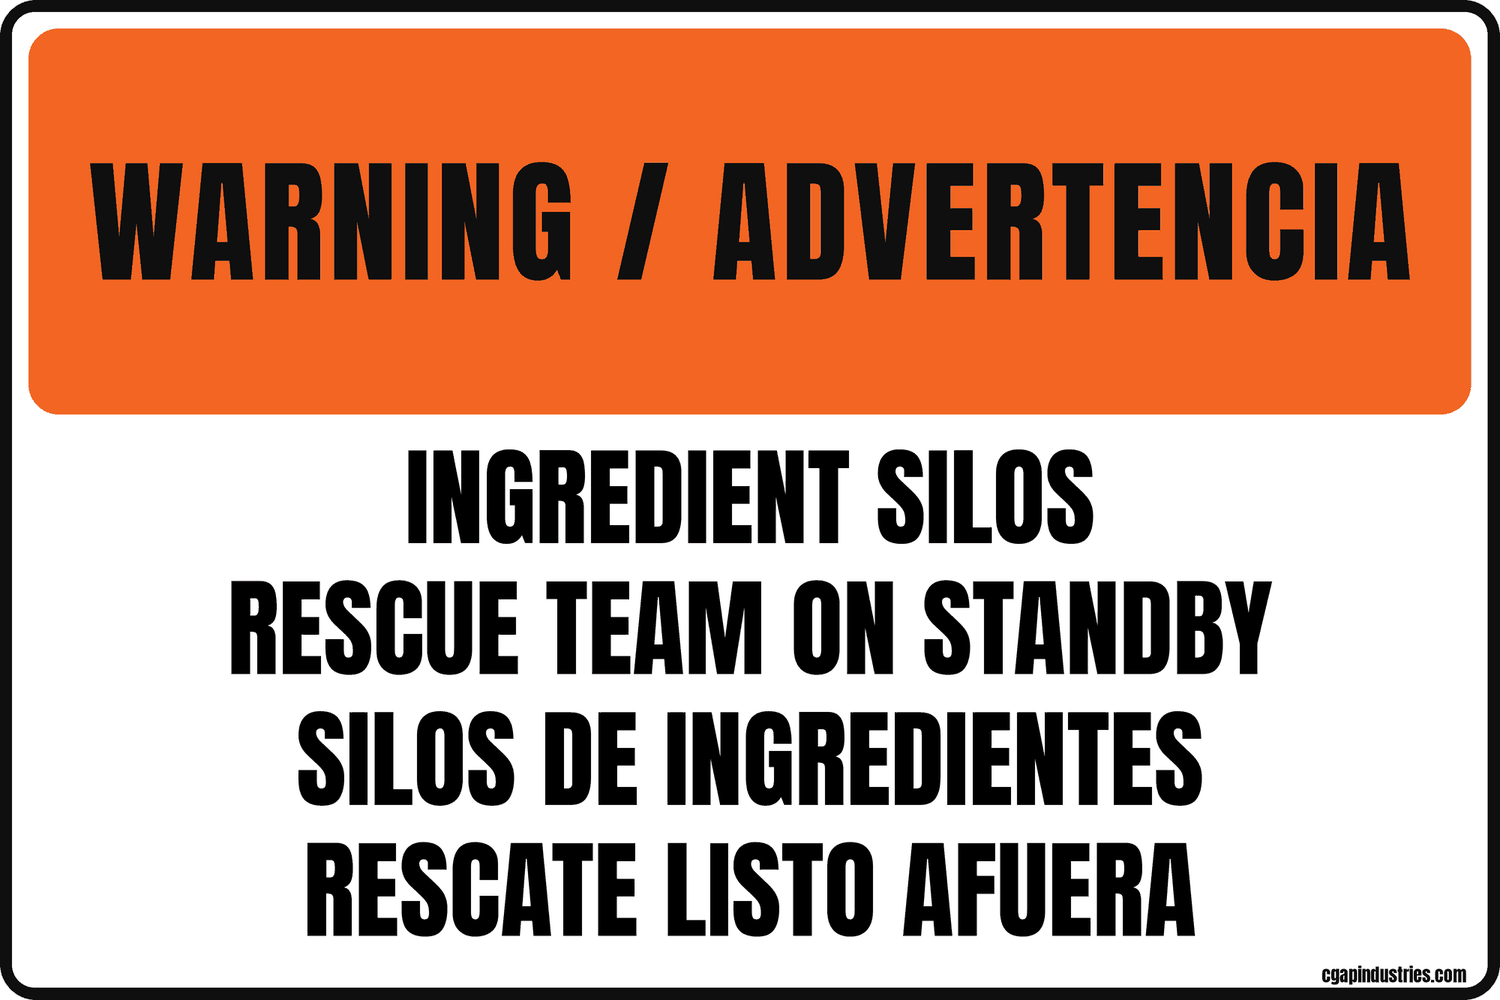 WARNING / ADVERTENCIA
INGREDIENT SILOS
RESCUE TEAM ON STANDBY
SILOS DE INGREDIENTES
RESCATE LISTO AFUERA
cgapindustries.com